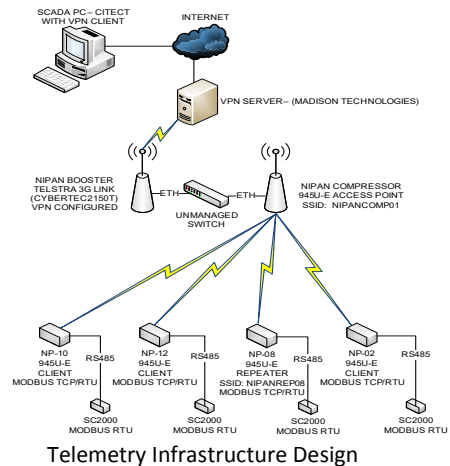 SCADA PC– CITECT
WITH VPN CLIENT
INTERNET
VPN SERVER– (MADISON TECHNOLOGIES)
NIPAN BOOSTER
TELSTRA 3G LINK
(CYBERTEC2150T)
VPN CONFIGURED
ETH
UNMANAGED
SWITCH
ETH
NIPAN COMPRESSOR
945U-E ACCESS POINT
SSID: NIPANCOMP01
NP-10
945U-E
CLIENT
MODBUS TCP/RTU
RS485
SC2000
MODBUS RTU
NP-12
945U-E
CLIENT
MODBUS TCP/RTU
RS485
SC2000
MODBUS RTU
NP-08
945U-E
REPEATER
SSID: NIPANREP08
MODBUS TCP/RTU
RS485
SC2000
MODBUS RTU
NP-02
945U-E
CLIENT
MODBUS TCP/RTU
RS485
SC2000
MODBUS RTU
Telemetry Infrastructure Design